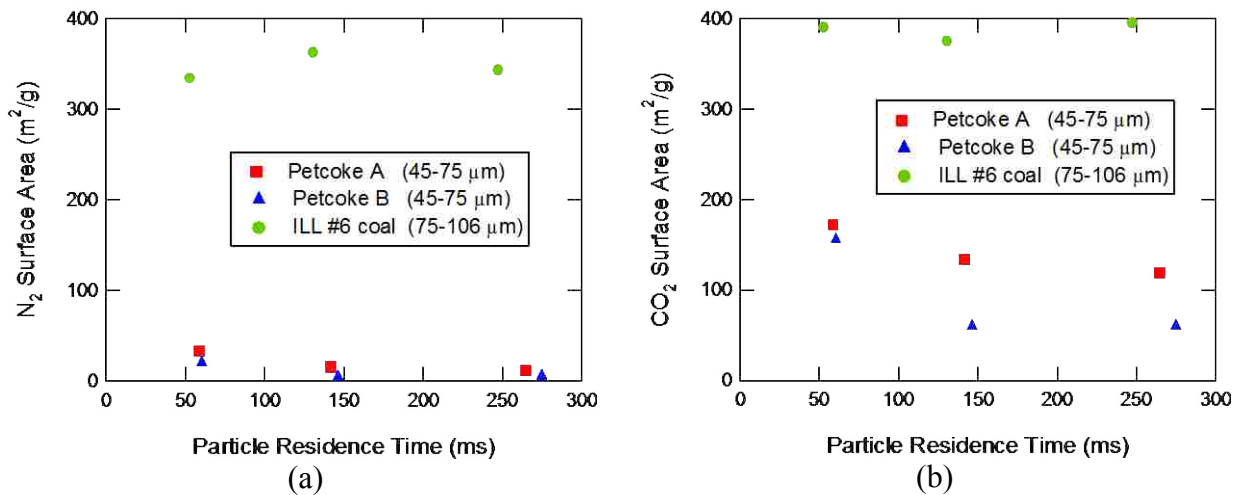 400
300
200
100
0
N₂ Surface Area (m²/g)
Petcoke A (45-75 μm)
Petcoke B (45-75 μm)
ILL #6 coal (75-106 μm)
0 50 100 150 200 250 300
Particle Residence Time (ms)
(a)
400
300
200
100
0
CO₂ Surface Area (m²/g)
Petcoke A (45-75 μm)
Petcoke B (45-75 μm)
ILL #6 coal (75-106 μm)
0 50 100 150 200 250 300
Particle Residence Time (ms)
(b)